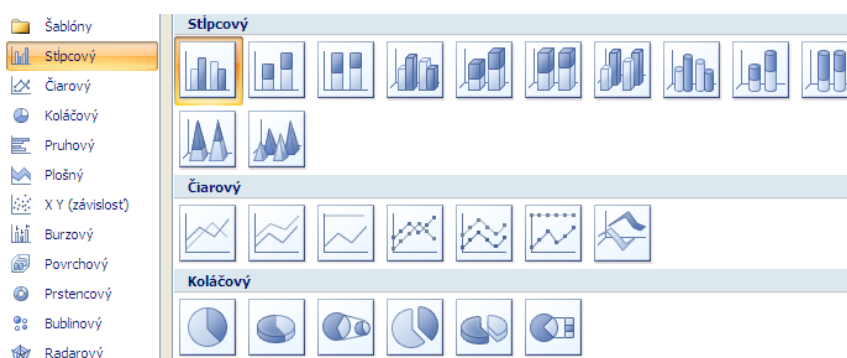 Šablóny
Stĺpcový
Čiarový
Koláčový
Pruhový
Plošný
X Y (závislosť)
Burzový
Povrchový
Prstencový
Bublinový
Radarový
Stĺpcový
Čiarový
Koláčový